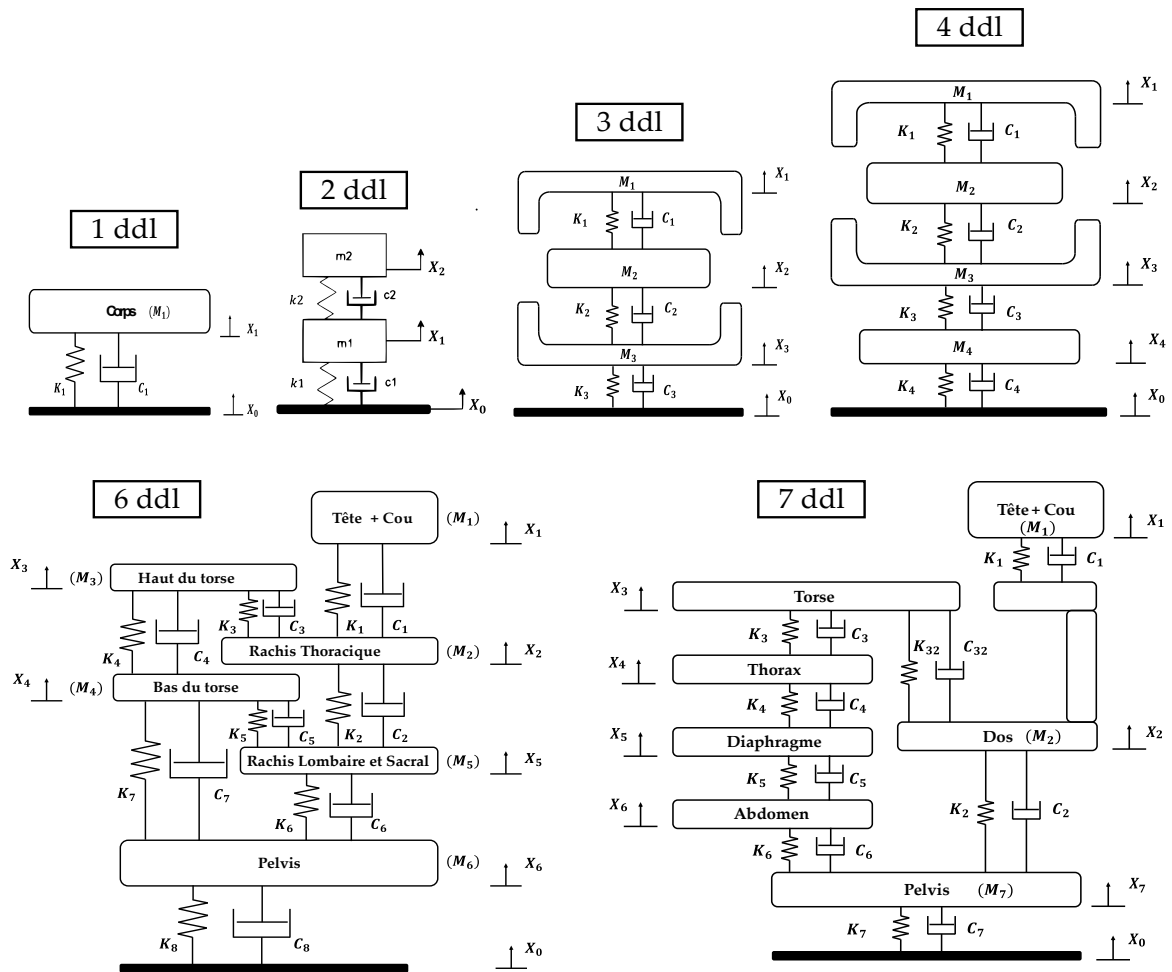 4 ddl
X₁
M₁
K₁ C₁
M₂
X₂
K₂ C₂
M₃
X₃
K₃ C₃
M₄
X₄
K₄ C₄
X₀
3 ddl
M₁
X₁
K₁ C₁
M₂
X₂
K₂ C₂
M₃
X₃
K₃ C₃
X₀
2 ddl
m2
X₂
k2 c2
m1
X₁
k1 c1
X₀
1 ddl
Corps (M₁)
X₁
K₁ C₁
X₀
6 ddl
Tête + Cou (M₁)
X₁
X₃ (M₃) Haut du torse
K₃ C₃ K₁ C₁
K₄ C₄
Rachis Thoracique (M₂) X₂
X₄ (M₄) Bas du torse
K₅ C₅ K₂ C₂
Rachis Lombaire et Sacral (M₅) X₅
K₇ C₇ K₆ C₆
Pelvis (M₆) X₆
K₈ C₈ X₀
7 ddl
Tête + Cou
(M₁)
X₁
K₁ C₁
X₃ Torse
K₃ C₃ K₃₂ C₃₂
X₄ Thorax
K₄ C₄
X₅ Diaphragme
Dos (M₂) X₂
K₅ C₅
X₆ Abdomen
K₂ C₂
K₆ C₆
Pelvis (M₇) X₇
K₇ C₇ X₀